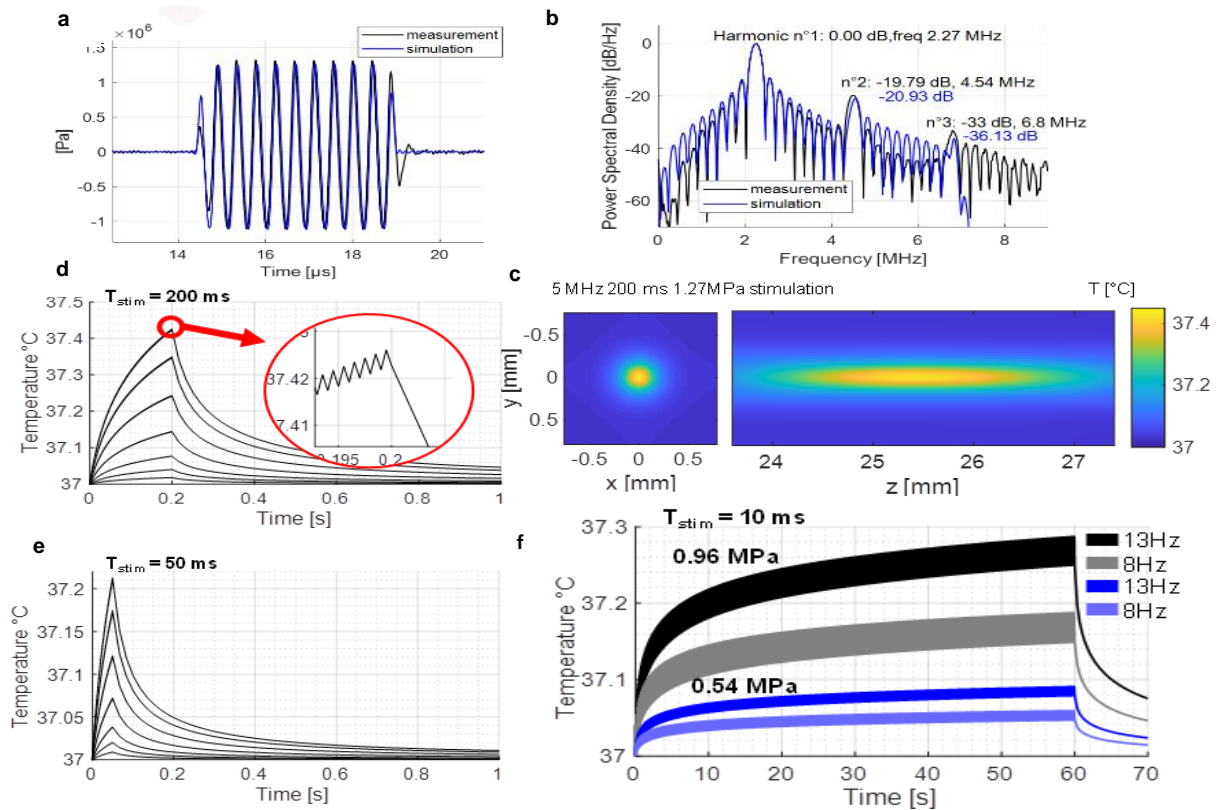 a
× 10⁶
1
0.5
0
-0.5
-1
[Pa]
14
16
18
20
Time [µs]
measurement
simulation
b
Harmonic n°1: 0.00 dB,freq 2.27 MHz
n°2: -19.79 dB, 4.54 MHz
-20.93 dB
n°3: -33 dB, 6.8 MHz
-36.13 dB
Power Spectral Density [dB/Hz]
0
-20
-40
-60
measurement
simulation
0
2
4
6
8
Frequency [MHz]
d
T_stim = 200 ms
37.5
37.4
37.3
37.2
37.1
37
Temperature °C
37.42
0.2
0
0.2
0.4
0.6
0.8
1
Time [s]
c
5 MHz 200 ms 1.27MPa stimulation
T [°C]
-0.5
0
0.5
y [mm]
-0.5
0
0.5
x [mm]
24
25
26
27
z [mm]
37.4
37.2
37
e
T_stim = 50 ms
37.2
37.15
37.1
37.05
37
Temperature °C
0
0.2
0.4
0.6
0.8
1
Time [s]
f
T_stim = 10 ms
0.96 MPa
0.54 MPa
13Hz
8Hz
13Hz
8Hz
37.3
37.2
37.1
37
Temperature °C
0
10
20
30
40
50
60
70
Time [s]